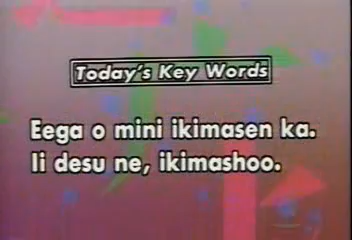 Today's Key Words
Eega o mini ikimasen ka.
Ii desu ne, ikimashoo.